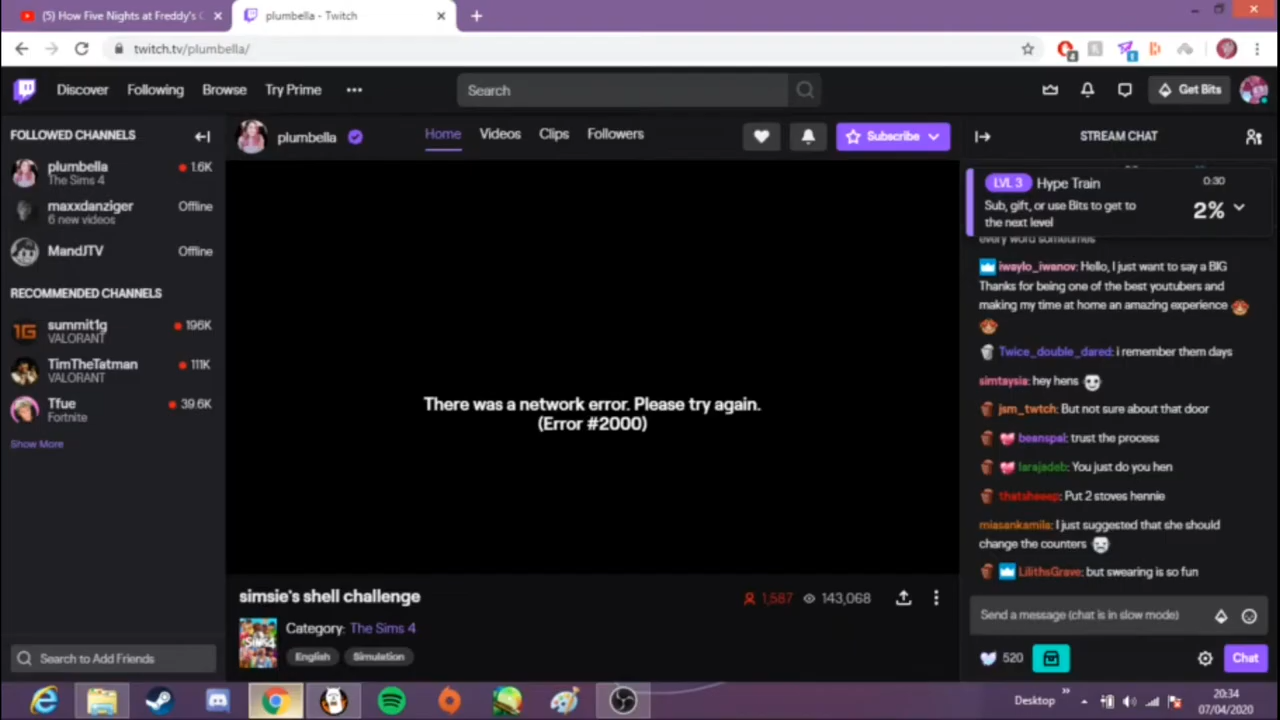 (5) How Five Nights at Freddy's
plumbella - Twitch
twitch.tv/plumbella/
4
1
Discover
Following
Browse
Try Prime
Search
Get Bits
FOLLOWED CHANNELS
plumbella
The Sims 4
1.6K
maxxdanziger
6 new videos
Offline
MandJTV
Offline
RECOMMENDED CHANNELS
1G
summit1g
VALORANT
196K
TimTheTatman
VALORANT
111K
Tfue
Fortnite
39.6K
Show More
Search to Add Friends
plumbella
Home
Videos
Clips
Followers
Subscribe
There was a network error. Please try again.
(Error #2000)
simsie's shell challenge
1,587
143,068
Category: The Sims 4
English
Simulation
STREAM CHAT
LVL 3
Hype Train
Sub, gift, or use Bits to get to
the next level
0:30
2%
every word sometimes
iwaylo_iwanov: Hello, I just want to say a BIG
Thanks for being one of the best youtubers and
making my time at home an amazing experience
Twice_double_dared: i remember them days
simtaysia: hey hens
jsm_twtch: But not sure about that door
beanspal: trust the process
larajadeb: You just do you hen
thatsheeep: Put 2 stoves hennie
miasankamila: I just suggested that she should
change the counters
LilithsGrave: but swearing is so fun
Send a message (chat is in slow mode)
520
Chat
Desktop
20:34
07/04/2020